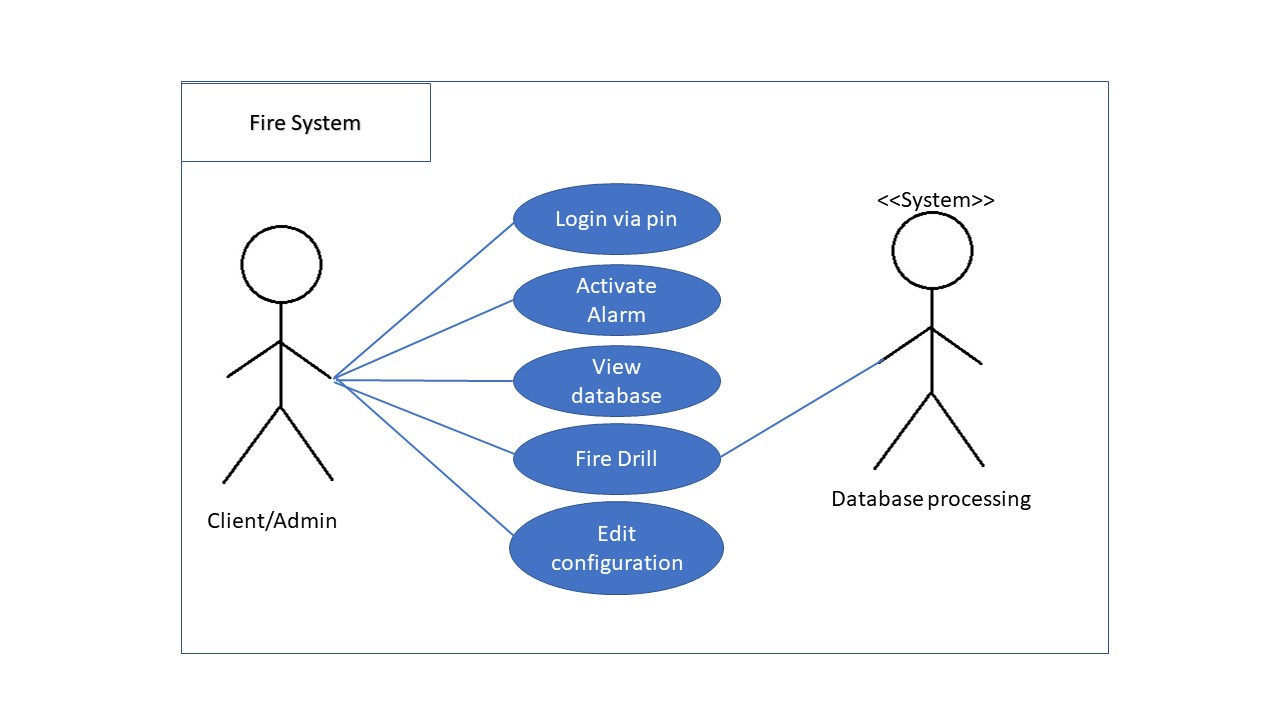 Fire System
<<System>>
Login via pin
Activate
Alarm
View
database
Fire Drill
Edit
configuration
Client/Admin
Database processing